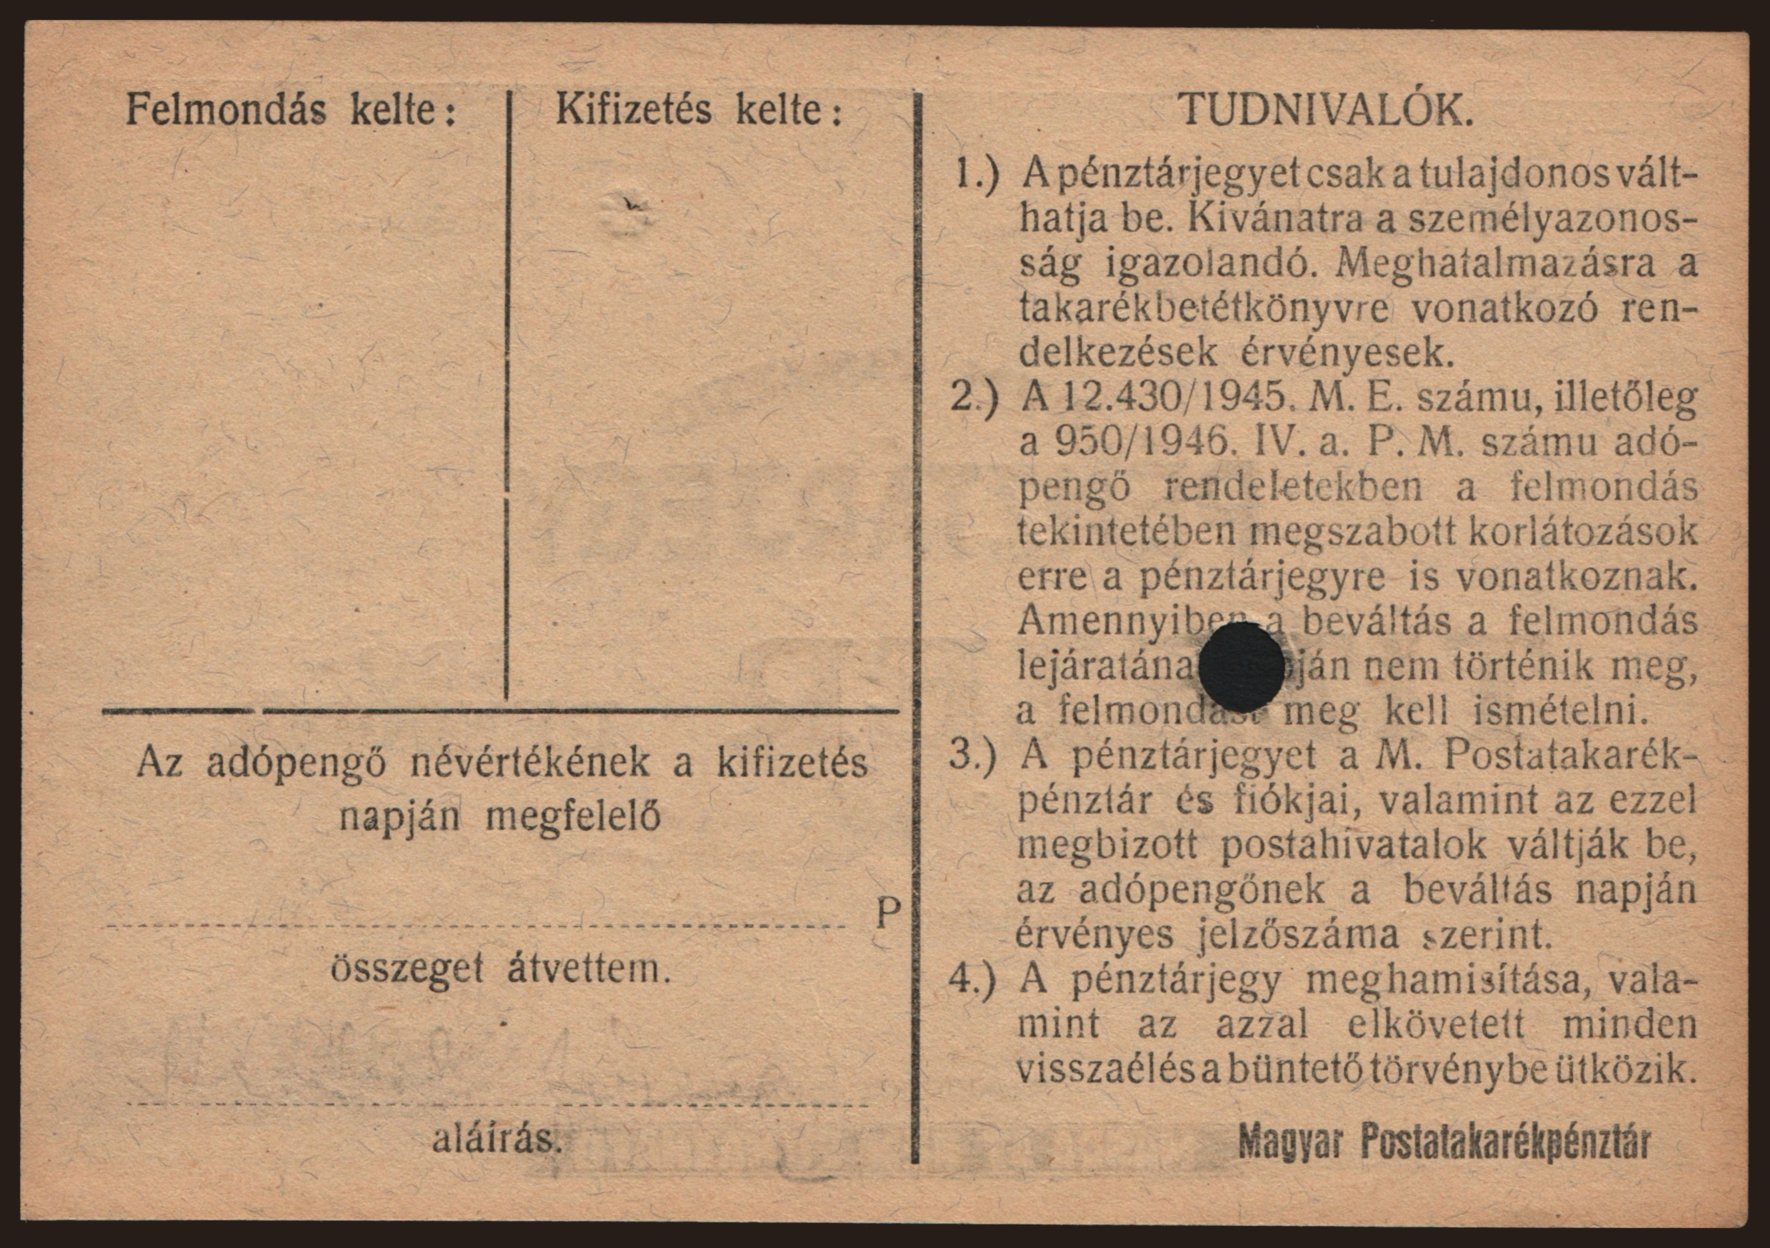 Felmondás kelte:
Kifizetés kelte:
Az adópengő névértékének a kifizetés
napján megfelelő
P
összeget átvettem.
aláírás.
TUDNIVALÓK.
1.) A pénztárjegyet csak a tulajdonos vált-
hatja be. Kivánatra a személyazonos-
ság igazolandó. Meghatalmazásra a
takarékbetétkönyvre vonatkozó ren-
delkezések érvényesek.
2.) A 12.430/1945. M. E. számu, illetőleg
a 950/1946. IV. a. P. M. számu adó-
pengő rendeletekben a felmondás
tekintetében megszabott korlátozások
erre a pénztárjegyre is vonatkoznak.
Amennyiben a beváltás a felmondás
nem történik meg,
a felmondást meg kell ismételni.
3.) A pénztárjegyet a M. Postatakarék-
pénztár és fiókjai, valamint az ezzel
megbizott postahivatalok váltják be,
az adópengőnek a beváltás napján
érvényes jelzőszáma szerint.
4.) A pénztárjegy meghamisítása, vala-
mint az azzal elkövetett minden
visszaélés a büntető törvénybe ütközik.
Magyar Postatakarékpénztár